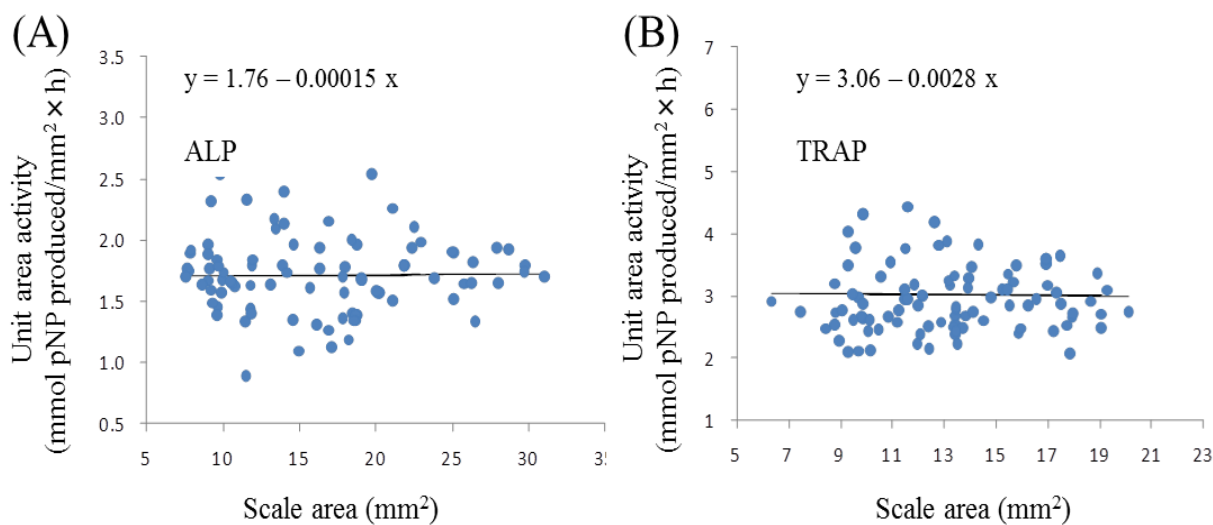 (A)
y = 1.76 – 0.00015 x
ALP
Unit area activity
(mmol pNP produced/mm² × h)
3.5
3.0
2.5
2.0
1.5
1.0
0.5
5 10 15 20 25 30 35
Scale area (mm²)
(B)
y = 3.06 – 0.0028 x
TRAP
Unit area activity
(mmol pNP produced/mm² × h)
7
6
5
4
3
2
1
5 7 9 11 13 15 17 19 21 23
Scale area (mm²)